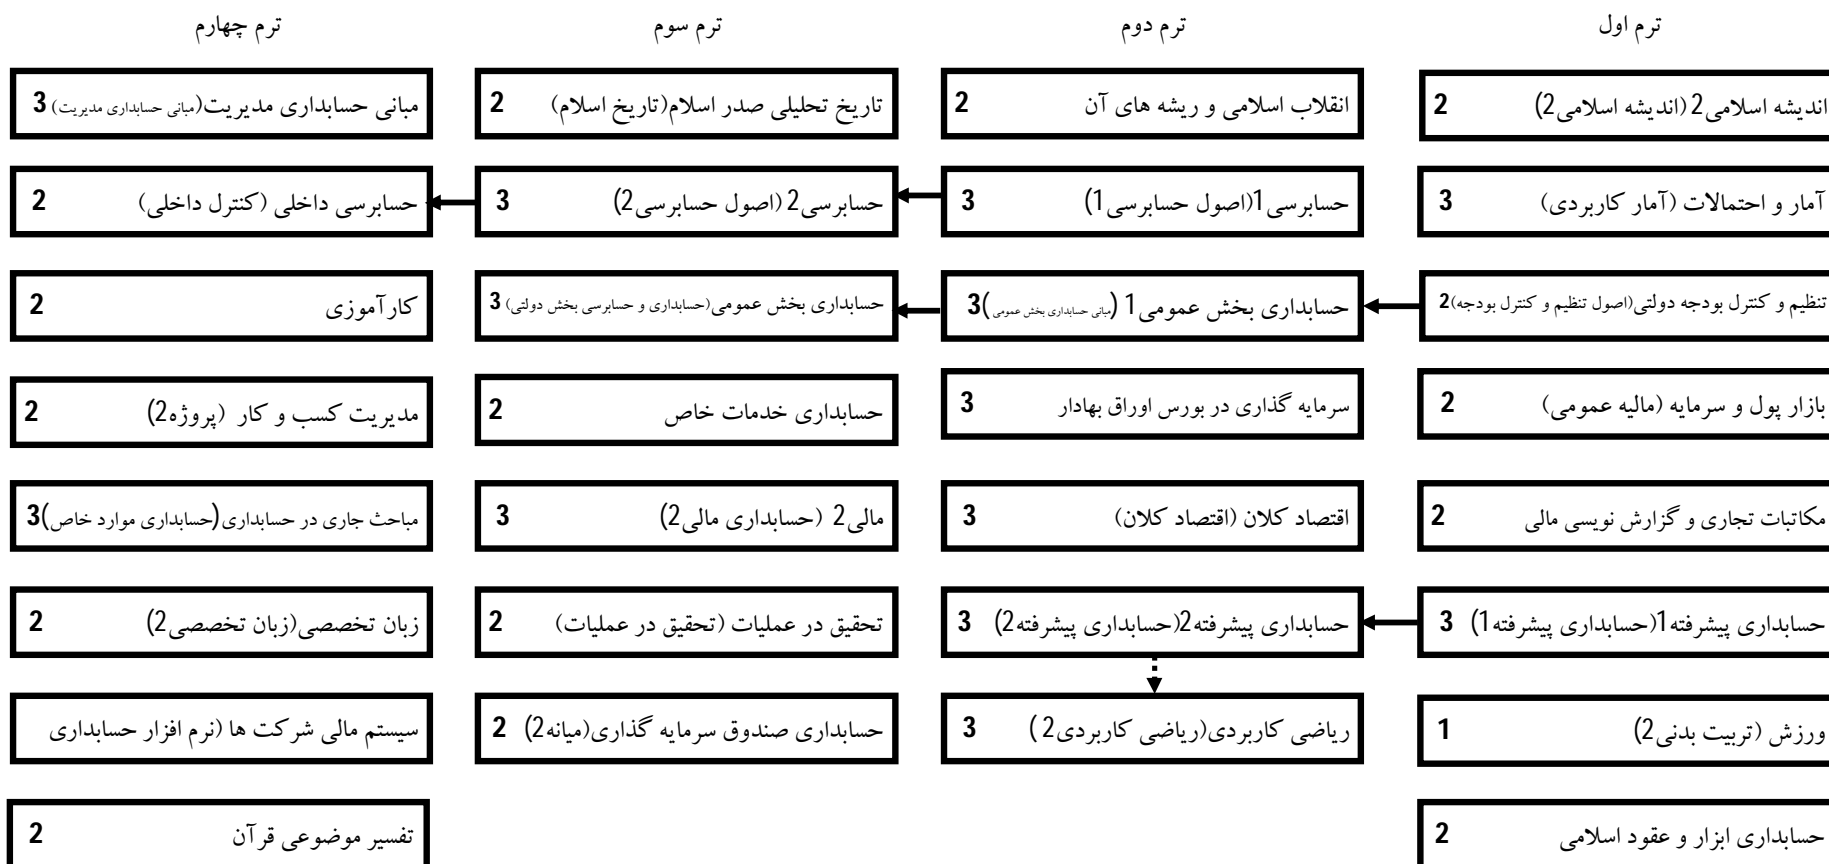 ترم اول
ترم دوم
ترم سوم
ترم چهارم
اندیشه اسلامی2 (اندیشه اسلامی2) 2
انقلاب اسلامی و ریشه های آن 2
تاریخ تحلیلی صدر اسلام(تاریخ اسلام) 2
مبانی حسابداری مدیریت(مبانی حسابداری مدیریت) 3
آمار و احتمالات (آمار کاربردی) 3
حسابرسی1(اصول حسابرسی1) 3
حسابرسی2 (اصول حسابرسی2) 3
حسابرسی داخلی (کنترل داخلی) 2
تنظیم و کنترل بودجه دولتی(اصول تنظیم و کنترل بودجه)2
حسابداری بخش عمومی1 (مبانی حسابداری بخش عمومی)3
حسابداری بخش عمومی(حسابداری و حسابرسی بخش دولتی) 3
کارآموزی 2
بازار پول و سرمایه (مالیه عمومی) 2
سرمایه گذاری در بورس اوراق بهادار 3
حسابداری خدمات خاص 2
مدیریت کسب و کار (پروژه2) 2
مکاتبات تجاری و گزارش نویسی مالی 2
اقتصاد کلان (اقتصاد کلان) 3
مالی2 (حسابداری مالی2) 3
مباحث جاری در حسابداری(حسابداری موارد خاص)3
حسابداری پیشرفته1(حسابداری پیشرفته1) 3
حسابداری پیشرفته2(حسابداری پیشرفته2) 3
تحقیق در عملیات (تحقیق در عملیات) 2
زبان تخصصی(زبان تخصصی2) 2
ورزش (تربیت بدنی2) 1
ریاضی کاربردی(ریاضی کاربردی2 ) 3
حسابداری صندوق سرمایه گذاری(میانه2) 2
سیستم مالی شرکت ها (نرم افزار حسابداری
حسابداری ابزار و عقود اسلامی 2
تفسیر موضوعی قرآن 2